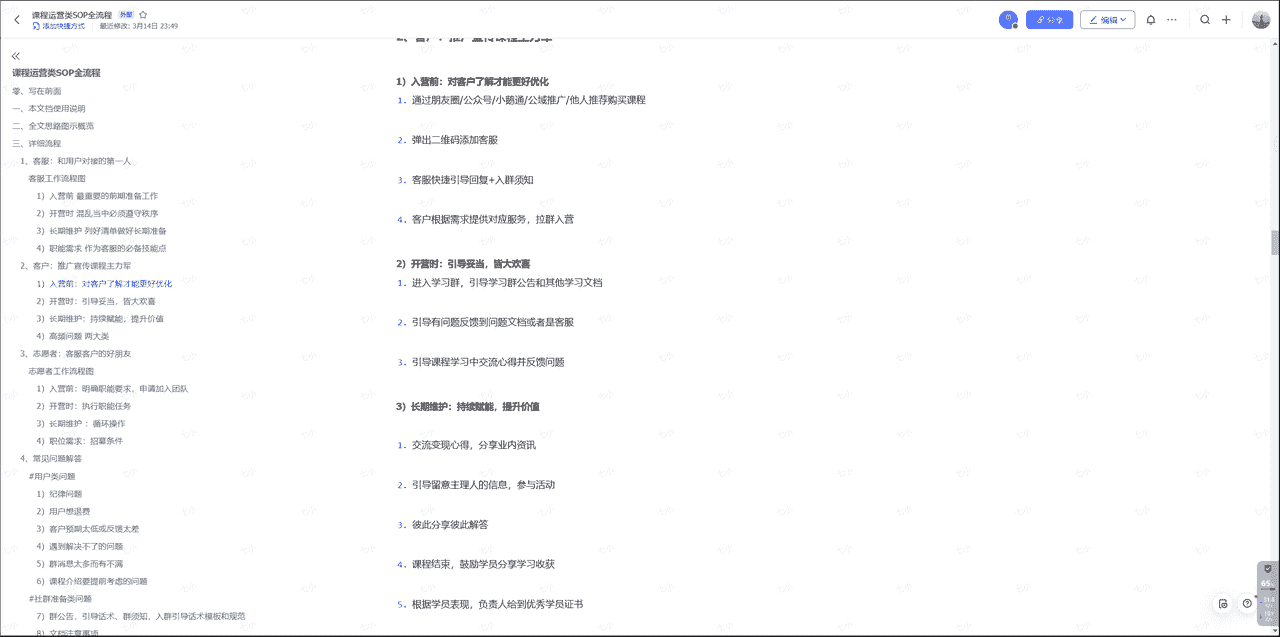 课程运营类SOP全流程 外部
添加快捷方式 最近修改: 3月14日 23:49
分享
编辑
课程运营类SOP全流程
零、写在前面
一、本文档使用说明
二、全文思路图示概览
三、详细流程
1、客服：和用户对接的第一人
客服工作流程图
1）入营前 最重要的前期准备工作
2）开营时 混乱当中必须遵守秩序
3）长期维护 列好清单做好长期准备
4）职能需求 作为客服的必备技能点
2、客户：推广宣传课程主力军
1）入营前：对客户了解才能更好优化
2）开营时：引导妥当，皆大欢喜
3）长期维护：持续赋能，提升价值
4）高频问题 两大类
3、志愿者：客服客户的好朋友
志愿者工作流程图
1）入营前：明确职能要求，申请加入团队
2）开营时：执行职能任务
3）长期维护 ：循环操作
4）职位需求：招募条件
4、常见问题解答
#用户类问题
1）纪律问题
2）用户想退费
3）客户预期太低或反馈太差
4）遇到解决不了的问题
5）群消息太多而有不满
6）课程介绍要提前考虑的问题
#社群准备类问题
7）群公告，引导话术、群须知，入群引导话术模板和规范
8）文档注意事项
2、客户：推广宣传课程主力军
1）入营前：对客户了解才能更好优化
1. 通过朋友圈/公众号/小鹅通/公域推广/他人推荐购买课程
2. 弹出二维码添加客服
3. 客服快捷引导回复+入群须知
4. 客户根据需求提供对应服务，拉群入营
2）开营时：引导妥当，皆大欢喜
1. 进入学习群，引导学习群公告和其他学习文档
2. 引导有问题反馈到问题文档或者是客服
3. 引导课程学习中交流心得并反馈问题
3）长期维护：持续赋能，提升价值
1. 交流变现心得，分享业内资讯
2. 引导留意主理人的信息，参与活动
3. 彼此分享彼此解答
4. 课程结束，鼓励学员分享学习收获
5. 根据学员表现，负责人给到优秀学员证书